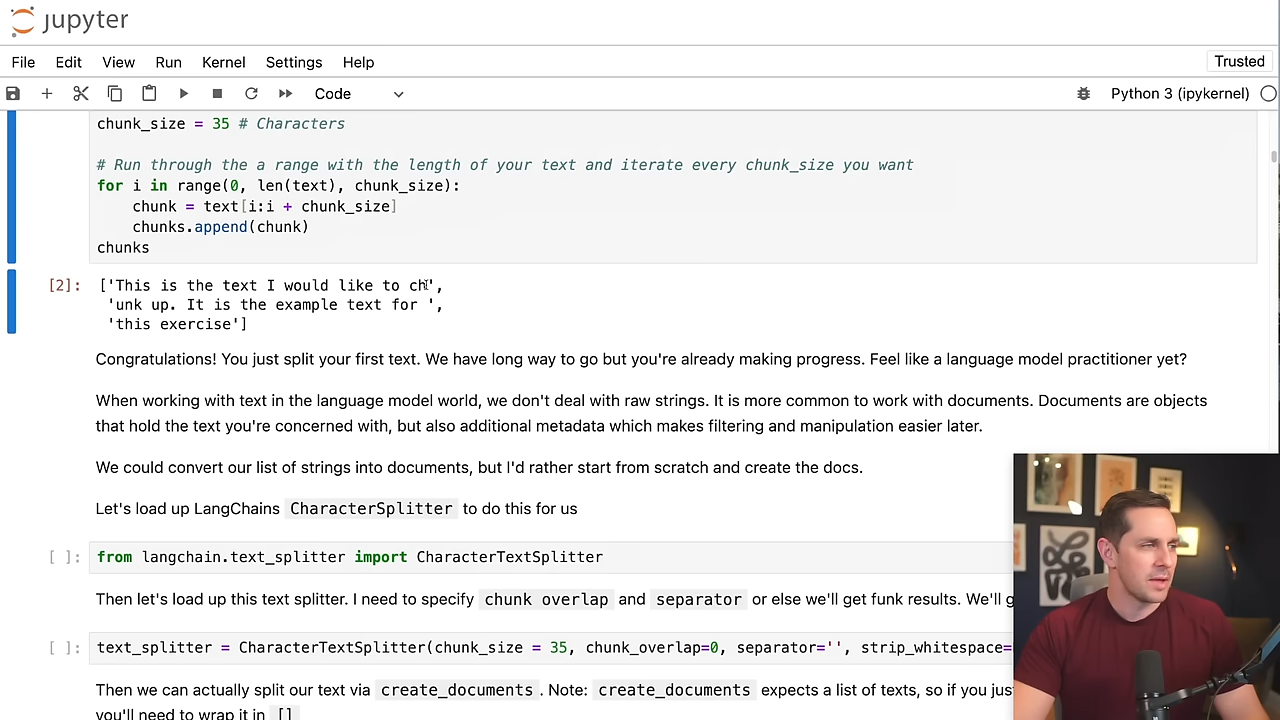 jupyter
File Edit View Run Kernel Settings Help
Trusted
Code
Python 3 (ipykernel)
chunk_size = 35 # Characters
# Run through the a range with the length of your text and iterate every chunk_size you want
for i in range(0, len(text), chunk_size):
chunk = text[i:i + chunk_size]
chunks.append(chunk)
chunks
[2]: ['This is the text I would like to ch',
'unk up. It is the example text for ',
'this exercise']
Congratulations! You just split your first text. We have long way to go but you're already making progress. Feel like a language model practitioner yet?
When working with text in the language model world, we don't deal with raw strings. It is more common to work with documents. Documents are objects
that hold the text you're concerned with, but also additional metadata which makes filtering and manipulation easier later.
We could convert our list of strings into documents, but I'd rather start from scratch and create the docs.
Let's load up LangChains CharacterSplitter to do this for us
[ ]: from langchain.text_splitter import CharacterTextSplitter
Then let's load up this text splitter. I need to specify chunk overlap and separator or else we'll get funk results. We'll g
[ ]: text_splitter = CharacterTextSplitter(chunk_size = 35, chunk_overlap=0, separator='', strip_whitespace=
Then we can actually split our text via create_documents. Note: create_documents expects a list of texts, so if you jus
you'll need to wrap it in []